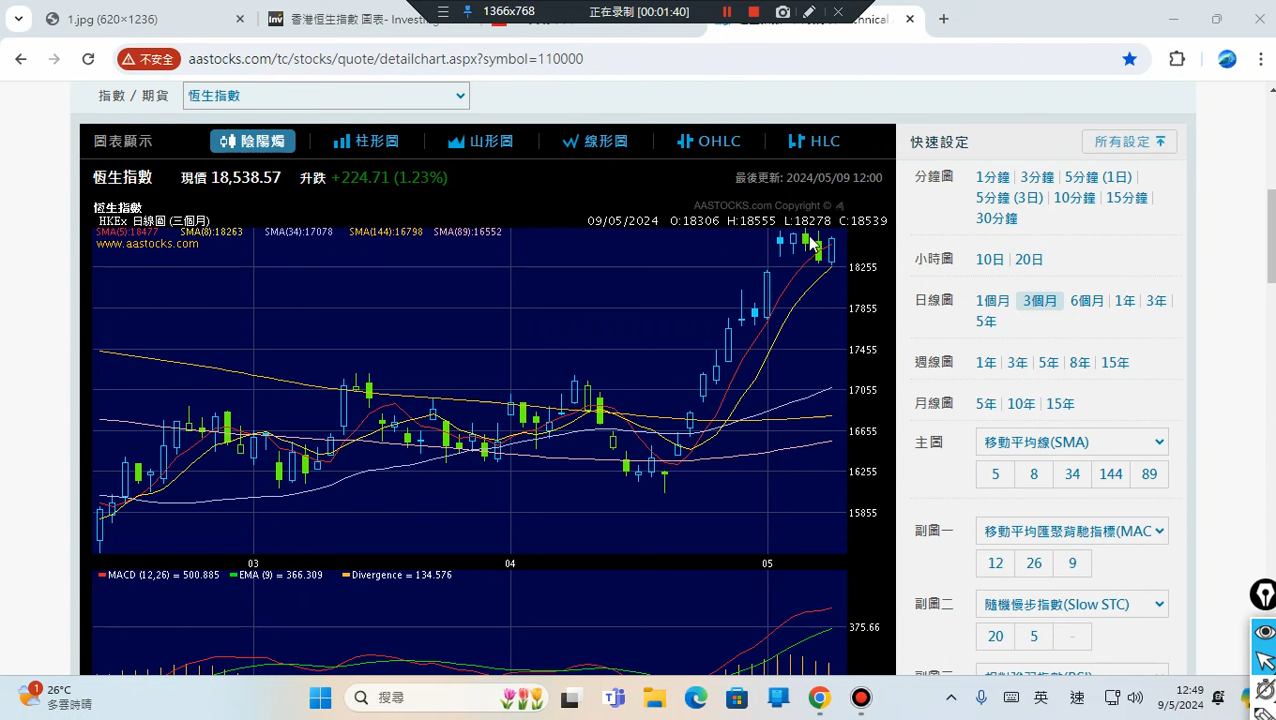 1.jpg (620×1236)
香港恒生指數 圖表- Investing
1366x768
正在录制 [00:01:40]
echnical
不安全
aastocks.com/tc/stocks/quote/detailchart.aspx?symbol=110000
指數 / 期貨
恆生指數
圖表顯示
陰陽燭
柱形圖
山形圖
線形圖
OHLC
HLC
恆生指數
現價 18,538.57
升跌 +224.71 (1.23%)
最後更新: 2024/05/09 12:00
AASTOCKS.com Copyright ©
恆生指數
HKEx 日線圖 (三個月)
09/05/2024 O:18306 H:18555 L:18278 C:18539
SMA(5):18477 SMA(8):18263 SMA(34):17078 SMA(144):16798 SMA(89):16552
www.aastocks.com
18255
17855
17455
17055
16655
16255
15855
03
04
05
MACD (12,26) = 500.885 EMA (9) = 366.309 Divergence = 134.576
375.66
快速設定
所有設定
分鐘圖
1分鐘 3分鐘 5分鐘 (1日)
5分鐘 (3日) 10分鐘 15分鐘
30分鐘
小時圖
10日 20日
日線圖
1個月 3個月 6個月 1年 3年
5年
週線圖
1年 3年 5年 8年 15年
月線圖
5年 10年 15年
主圖
移動平均線(SMA)
5 8 34 144 89
副圖一
移動平均匯聚背馳指標(MAC
12 26 9
副圖二
隨機慢步指數(Slow STC)
20 5 -
1
26°C
多雲時晴
搜尋
英
速
12:49
9/5/2024